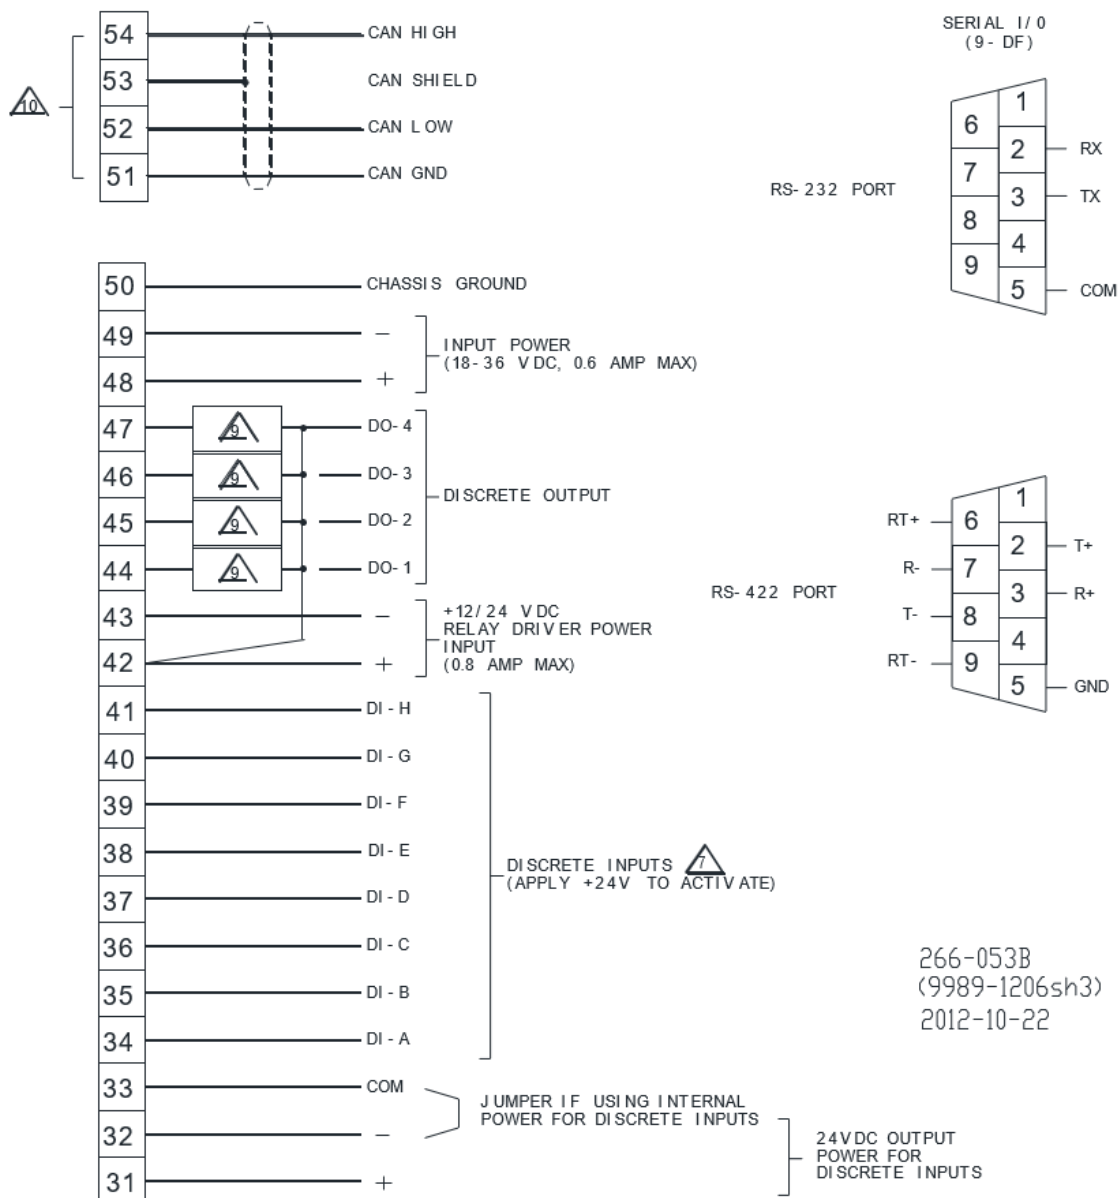 54 CAN HIGH
53 CAN SHIELD
10
52 CAN LOW
51 CAN GND
SERIAL I/0
(9-DF)
RS-232 PORT
1
6
2 RX
7
3 TX
8
4
9
5 COM
50 CHASSIS GROUND
49 −
48 +
INPUT POWER
(18-36 VDC, 0.6 AMP MAX)
47 9 DO-4
46 9 DO-3
45 9 DO-2
44 9 DO-1
DISCRETE OUTPUT
43 −
42 +
+12/24 VDC
RELAY DRIVER POWER
INPUT
(0.8 AMP MAX)
RS-422 PORT
1
RT+ 6
2 T+
R- 7
3 R+
T- 8
4
RT- 9
5 GND
41 DI-H
40 DI-G
39 DI-F
38 DI-E
37 DI-D
36 DI-C
35 DI-B
34 DI-A
DISCRETE INPUTS 7
(APPLY +24V TO ACTIVATE)
266-053B
(9989-1206sh3)
2012-10-22
33 COM
32 −
31 +
JUMPER IF USING INTERNAL
POWER FOR DISCRETE INPUTS
24VDC OUTPUT
POWER FOR
DISCRETE INPUTS